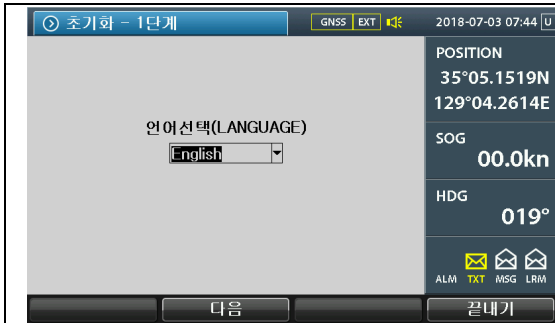 초기화 - 1단계
GNSS EXT
2018-07-03 07:44 U
POSITION
35°05.1519N
129°04.2614E
언어선택(LANGUAGE)
English
SOG
00.0kn
HDG
019°
ALM TXT MSG LRM
다음
끝내기